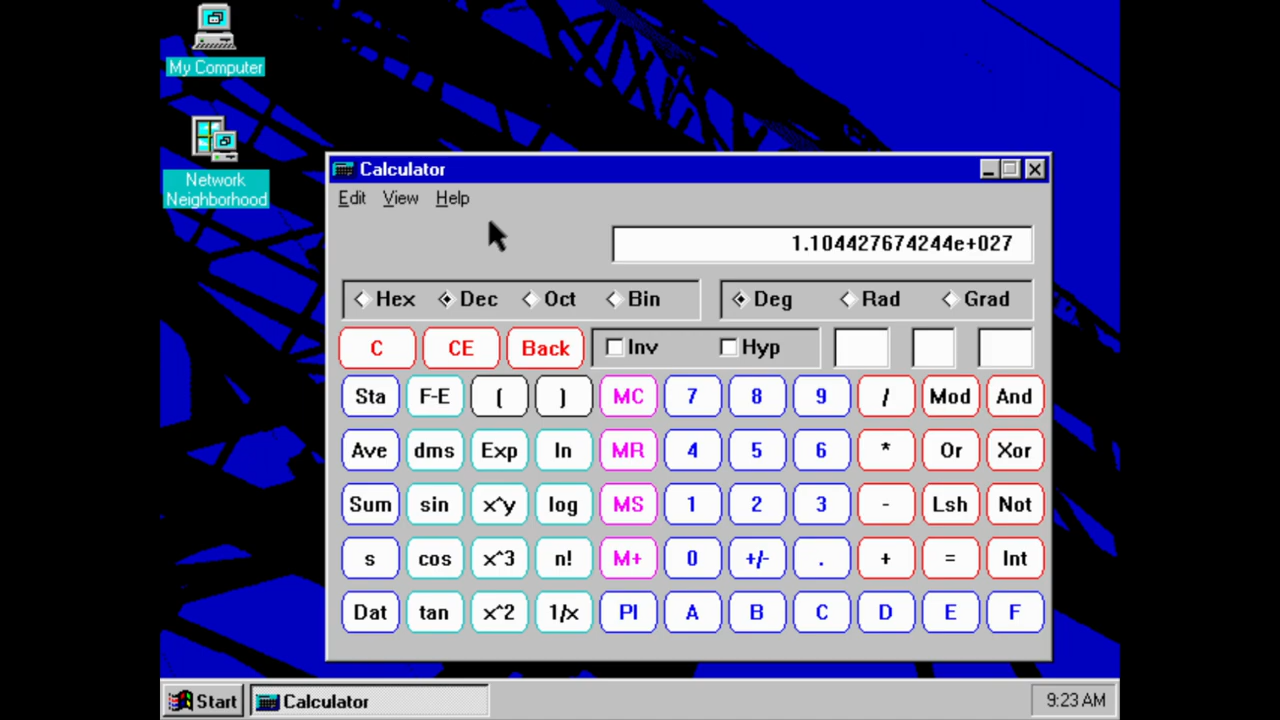 My Computer
Network
Neighborhood
Calculator
Edit View Help
1.104427674244e+027
Hex Dec Oct Bin Deg Rad Grad
C CE Back Inv Hyp
Sta F-E ( ) MC 7 8 9 / Mod And
Ave dms Exp ln MR 4 5 6 * Or Xor
Sum sin x^y log MS 1 2 3 - Lsh Not
s cos x^3 n! M+ 0 +/- . + = Int
Dat tan x^2 1/x PI A B C D E F
Start Calculator 9:23 AM